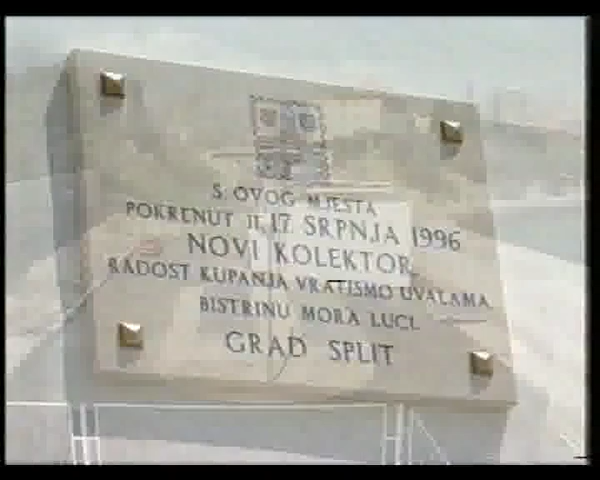 S OVOG MJESTA
POKRENUT JE 17. SRPNJA 1996
NOVI KOLEKTOR.
RADOST KUPANJA VRATISMO UVALAMA
BISTRINU MORA LUCI.
GRAD SPLIT